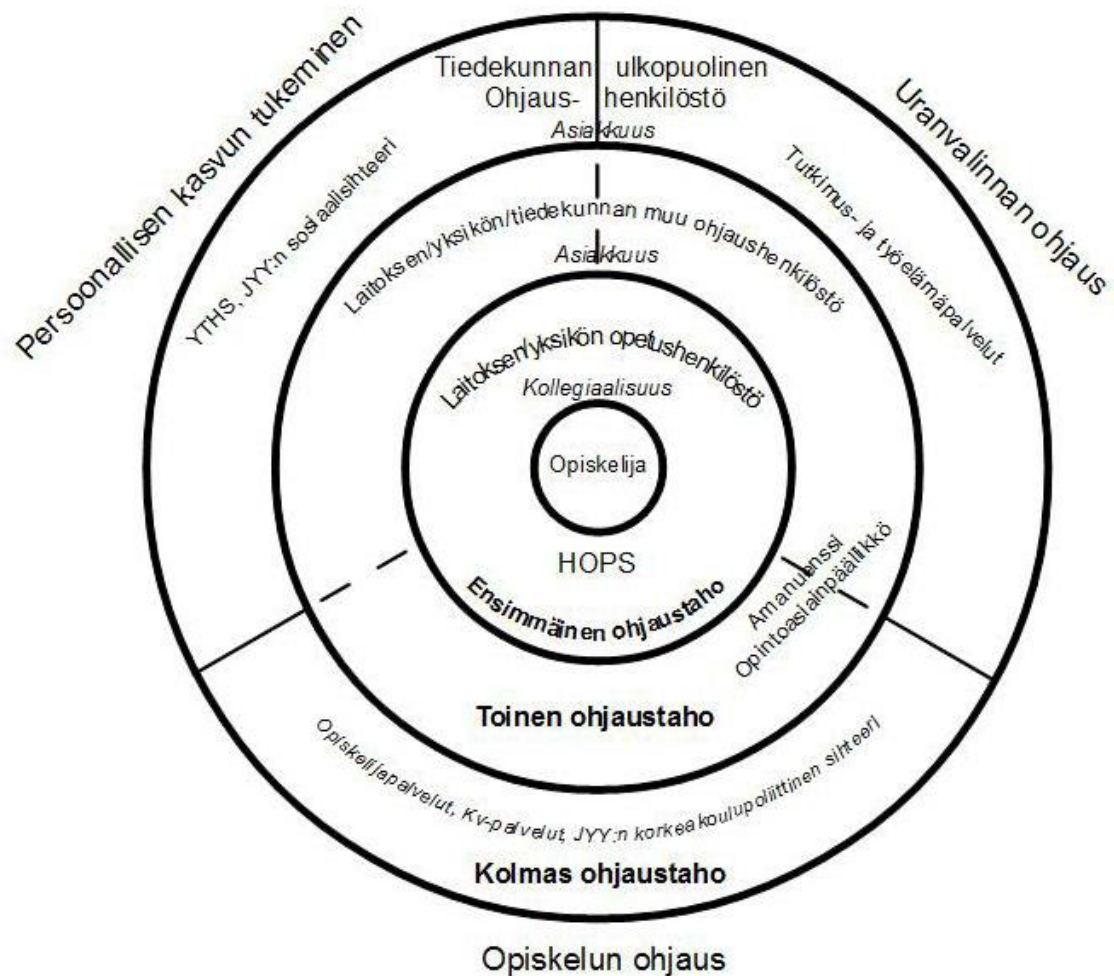 Persoonallisen kasvun tukeminen
Uranvalinnan ohjaus
Tiedekunnan ulkopuolinen
Ohjaus- henkilöstö
Asiakkuus
YTHS, JYY:n sosiaalisihteeri
Tutkimus- ja työelämäpalvelut
Laitoksen/yksikön/tiedekunnan muu ohjaushenkilöstö
Asiakkuus
Laitoksen/yksikön opetushenkilöstö
Kollegiaalisuus
Opiskelija
HOPS
Ensimmäinen ohjaustaho
Amanuenssi
Opintoasiainpäällikkö
Toinen ohjaustaho
Opiskelijapalvelut, Kv-palvelut, JYY:n korkeakoulupoliittinen sihteeri
Kolmas ohjaustaho
Opiskelun ohjaus